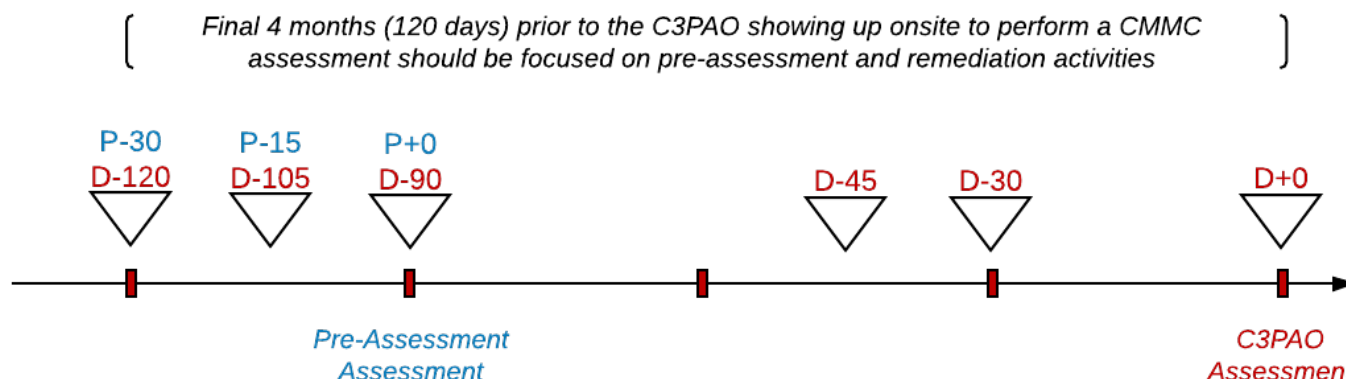 Final 4 months (120 days) prior to the C3PAO showing up onsite to perform a CMMC
assessment should be focused on pre-assessment and remediation activities
P-30
P-15
P+0
D-120
D-105
D-90
D-45
D-30
D+0
Pre-Assessment
Assessment
C3PAO
Assessmen